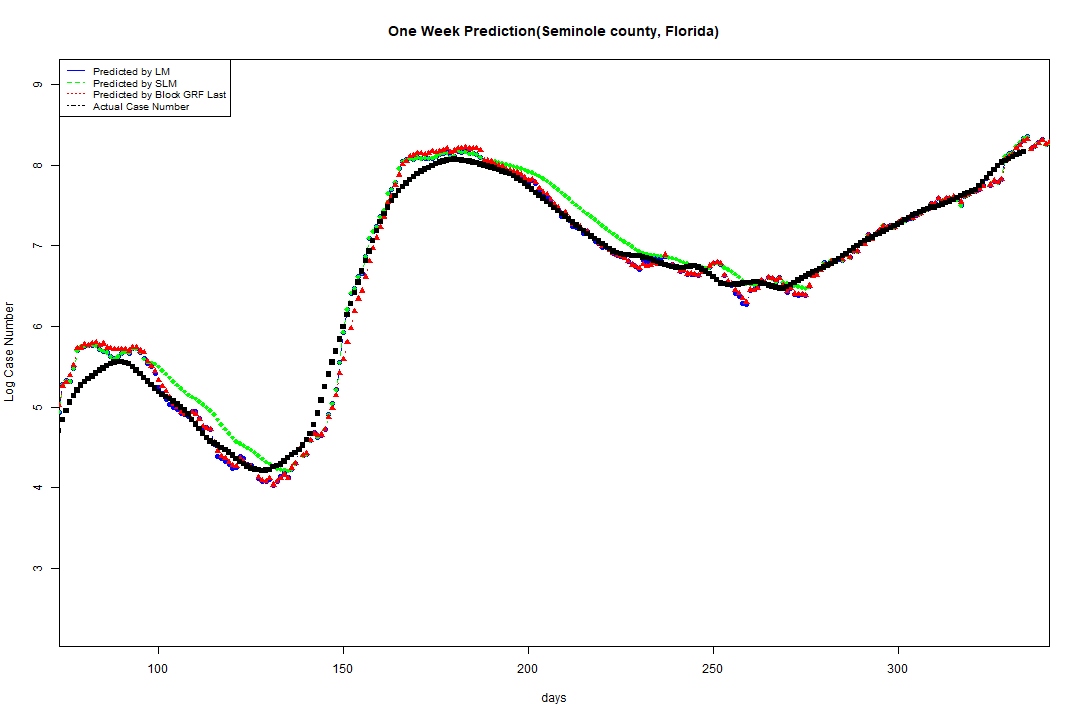 One Week Prediction(Seminole county, Florida)
Predicted by LM
Predicted by SLM
Predicted by Block GRF Last
Actual Case Number
9
8
7
6
5
4
3
Log Case Number
100 150 200 250 300
days